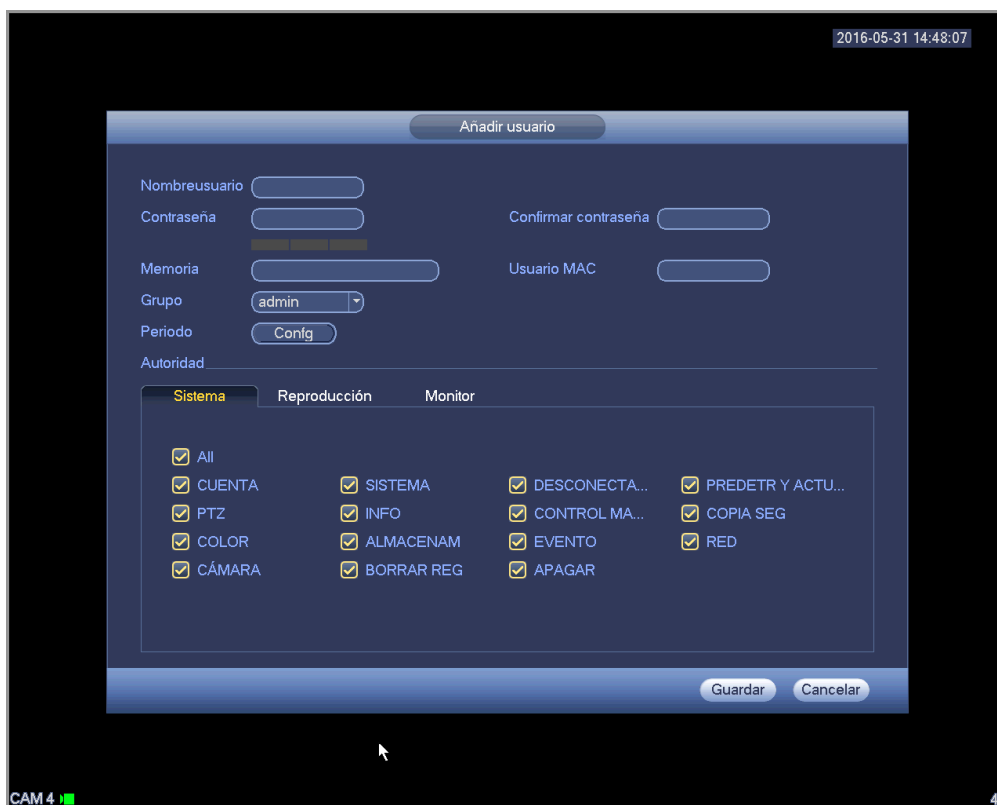 2016-05-31 14:48:07
Añadir usuario
Nombreusuario
Contraseña Confirmar contraseña
Memoria Usuario MAC
Grupo admin
Periodo Confg
Autoridad
Sistema Reproducción Monitor
All
CUENTA SISTEMA DESCONECTA... PREDETR Y ACTU...
PTZ INFO CONTROL MA... COPIA SEG
COLOR ALMACENAM EVENTO RED
CÁMARA BORRAR REG APAGAR
Guardar Cancelar
CAM 4 4